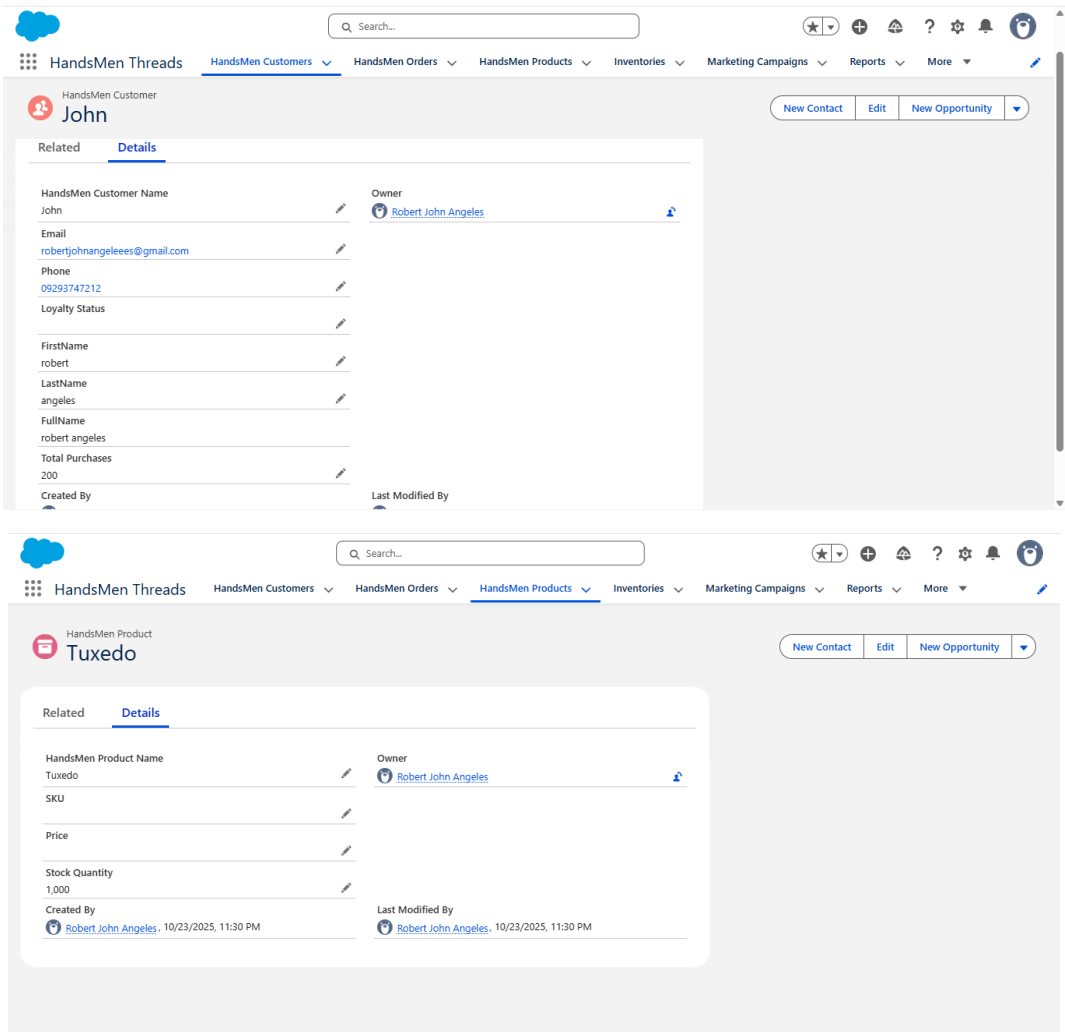 Search...
HandsMen Threads HandsMen Customers HandsMen Orders HandsMen Products Inventories Marketing Campaigns Reports More
HandsMen Customer
John
New Contact Edit New Opportunity
Related Details
HandsMen Customer Name Owner
John Robert John Angeles
Email
robertjohnangeleees@gmail.com
Phone
09293747212
Loyalty Status
FirstName
robert
LastName
angeles
FullName
robert angeles
Total Purchases
200
Created By Last Modified By
Search...
HandsMen Threads HandsMen Customers HandsMen Orders HandsMen Products Inventories Marketing Campaigns Reports More
HandsMen Product
Tuxedo
New Contact Edit New Opportunity
Related Details
HandsMen Product Name Owner
Tuxedo Robert John Angeles
SKU
Price
Stock Quantity
1,000
Created By Last Modified By
Robert John Angeles, 10/23/2025, 11:30 PM Robert John Angeles, 10/23/2025, 11:30 PM